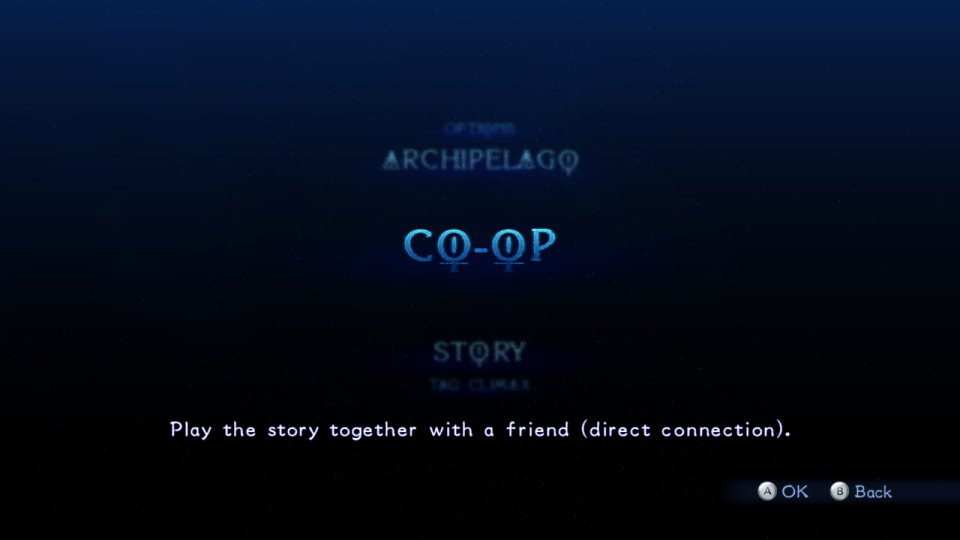 OPTIONS
ARCHIPELAGO
CO-OP
STORY
TAG CLIMAX
Play the story together with a friend (direct connection).
A OK B Back